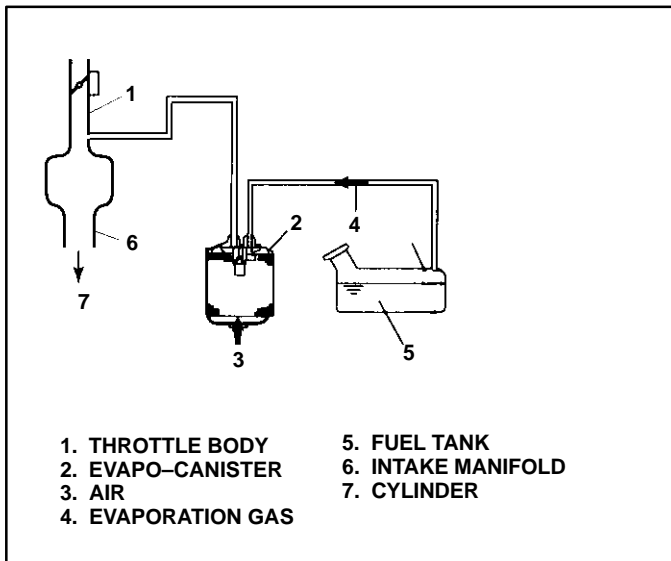 1
2
4
6
7
3
5
1. THROTTLE BODY
2. EVAPO–CANISTER
3. AIR
4. EVAPORATION GAS
5. FUEL TANK
6. INTAKE MANIFOLD
7. CYLINDER